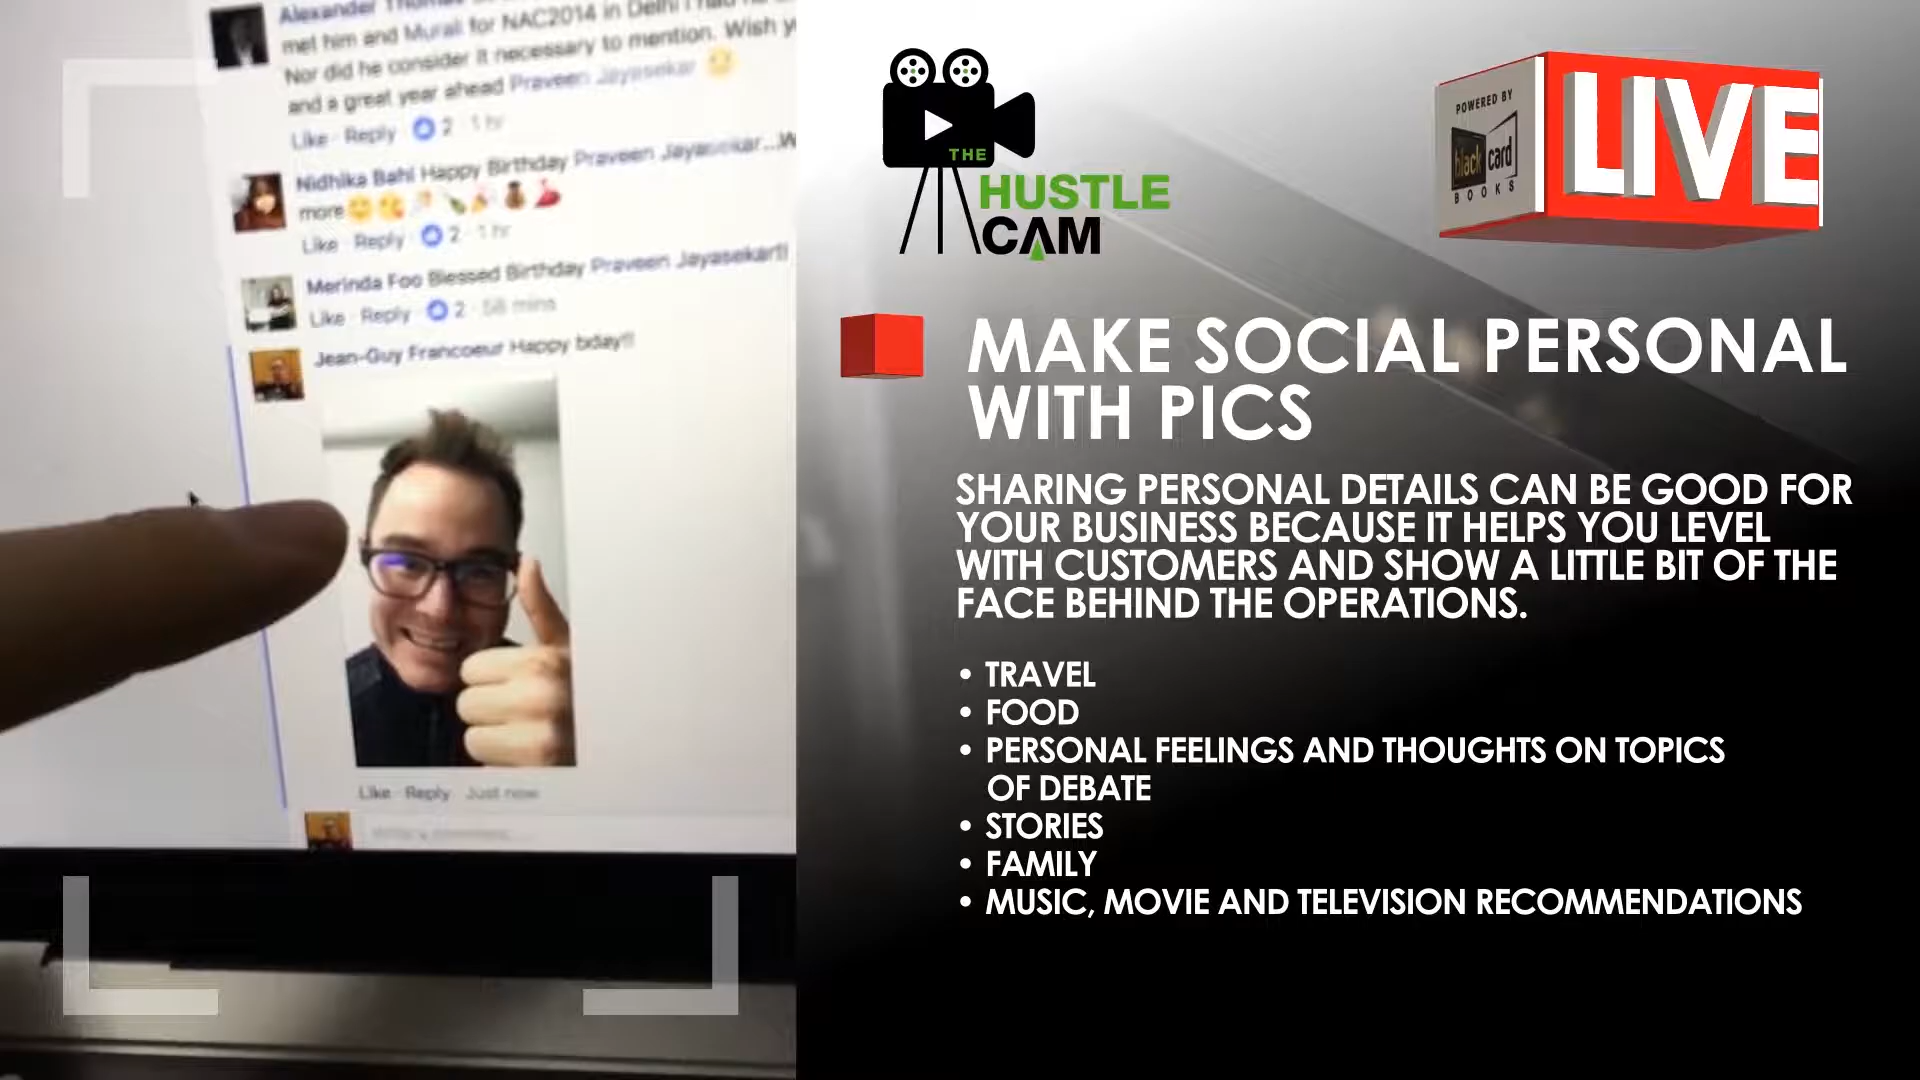 Alexander Thomas
met him and Murali for NAC2014 in Delhi I had no
Nor did he consider it necessary to mention. Wish
and a great year ahead Praveen Jayasekar
Like · Reply · 2 · 1 hr
Nidhika Bahl Happy Birthday Praveen Jayasekar...
more
Like · Reply · 2 · 1 hr
Merinda Foo Blessed Birthday Praveen Jayasekar!!
Like · Reply · 2 · 58 mins
Jean-Guy Francoeur Happy bday!!
Like · Reply · Just now
Write a comment...
THE
HUSTLE
CAM
POWERED BY
black card
BOOKS
LIVE
MAKE SOCIAL PERSONAL
WITH PICS
SHARING PERSONAL DETAILS CAN BE GOOD FOR
YOUR BUSINESS BECAUSE IT HELPS YOU LEVEL
WITH CUSTOMERS AND SHOW A LITTLE BIT OF THE
FACE BEHIND THE OPERATIONS.
• TRAVEL
• FOOD
• PERSONAL FEELINGS AND THOUGHTS ON TOPICS
OF DEBATE
• STORIES
• FAMILY
• MUSIC, MOVIE AND TELEVISION RECOMMENDATIONS